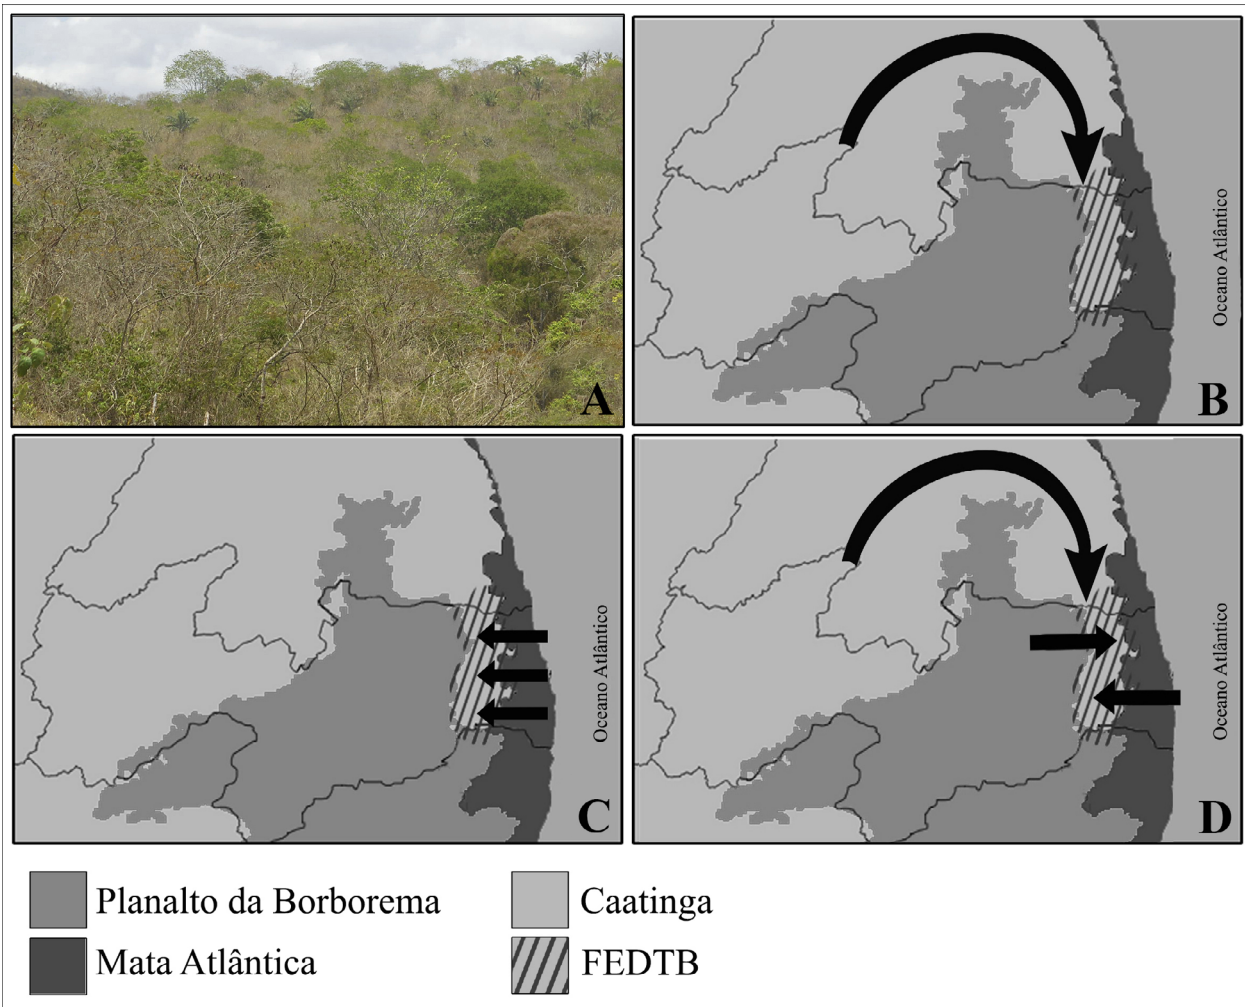 A
Oceano Atlântico
B
Oceano Atlântico
C
Oceano Atlântico
D
Planalto da Borborema
Caatinga
Mata Atlântica
FEDTB